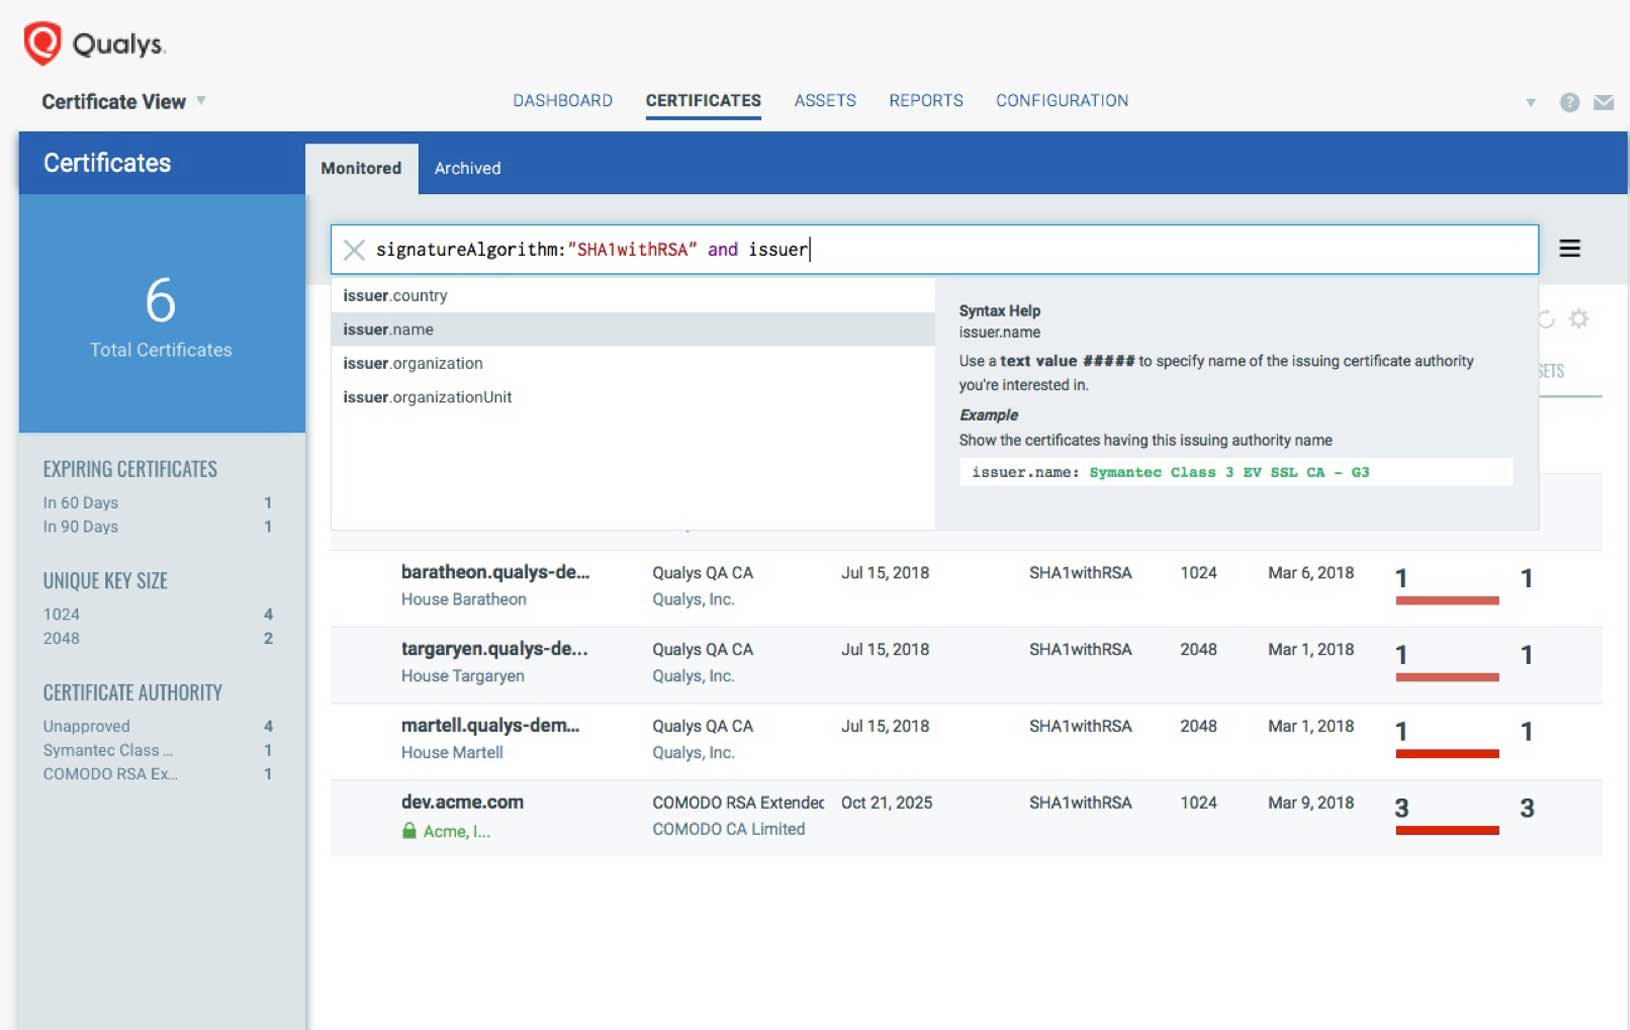 Qualys.
Certificate View
DASHBOARD CERTIFICATES ASSETS REPORTS CONFIGURATION
?
Certificates
Monitored Archived
signatureAlgorithm:"SHA1withRSA" and issuer
6
Total Certificates
issuer.country
issuer.name
issuer.organization
issuer.organizationUnit
Syntax Help
issuer.name
Use a text value ##### to specify name of the issuing certificate authority
you're interested in.
Example
Show the certificates having this issuing authority name
issuer.name: Symantec Class 3 EV SSL CA - G3
EXPIRING CERTIFICATES
In 60 Days 1
In 90 Days 1
UNIQUE KEY SIZE
1024 4
2048 2
CERTIFICATE AUTHORITY
Unapproved 4
Symantec Class ... 1
COMODO RSA Ex... 1
baratheon.qualys-de... Qualys QA CA Jul 15, 2018 SHA1withRSA 1024 Mar 6, 2018 1 1
House Baratheon Qualys, Inc.
targaryen.qualys-de... Qualys QA CA Jul 15, 2018 SHA1withRSA 2048 Mar 1, 2018 1 1
House Targaryen Qualys, Inc.
martell.qualys-dem... Qualys QA CA Jul 15, 2018 SHA1withRSA 2048 Mar 1, 2018 1 1
House Martell Qualys, Inc.
dev.acme.com COMODO RSA Extended Oct 21, 2025 SHA1withRSA 1024 Mar 9, 2018 3 3
Acme, I... COMODO CA Limited